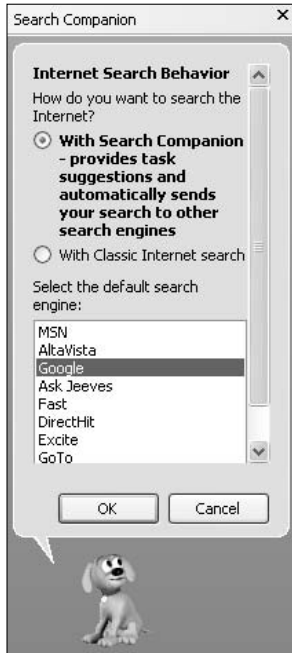 Search Companion
Internet Search Behavior
How do you want to search the
Internet?
With Search Companion
- provides task
suggestions and
automatically sends
your search to other
search engines
With Classic Internet search
Select the default search
engine:
MSN
AltaVista
Google
Ask Jeeves
Fast
DirectHit
Excite
GoTo
OK
Cancel